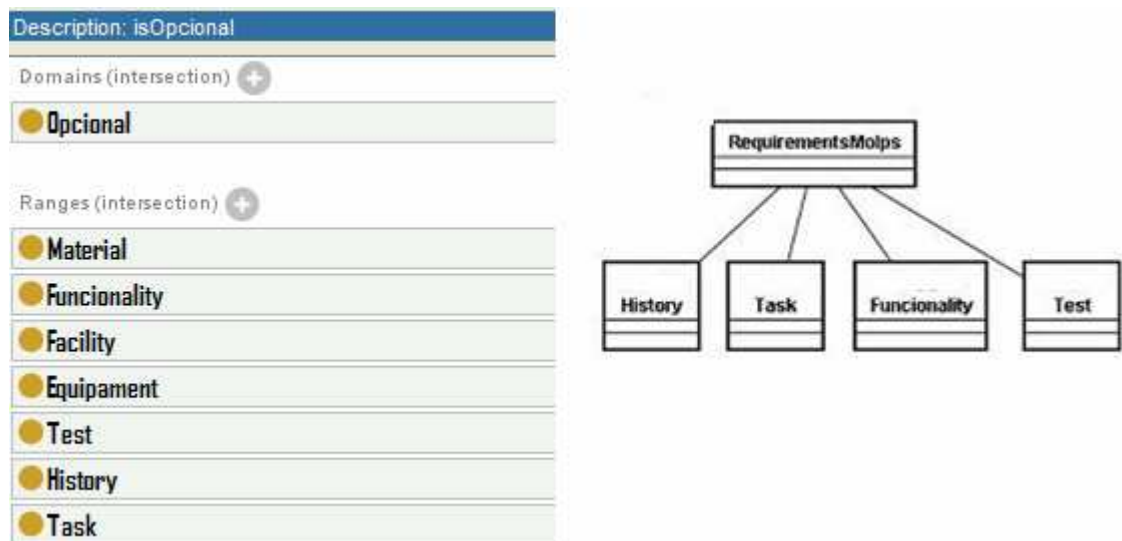 Description: isOpcional
Domains (intersection)
Opcional
Ranges (intersection)
Material
Funcionality
Facility
Equipament
Test
History
Task
RequirementsMolps
History Task Funcionality Test